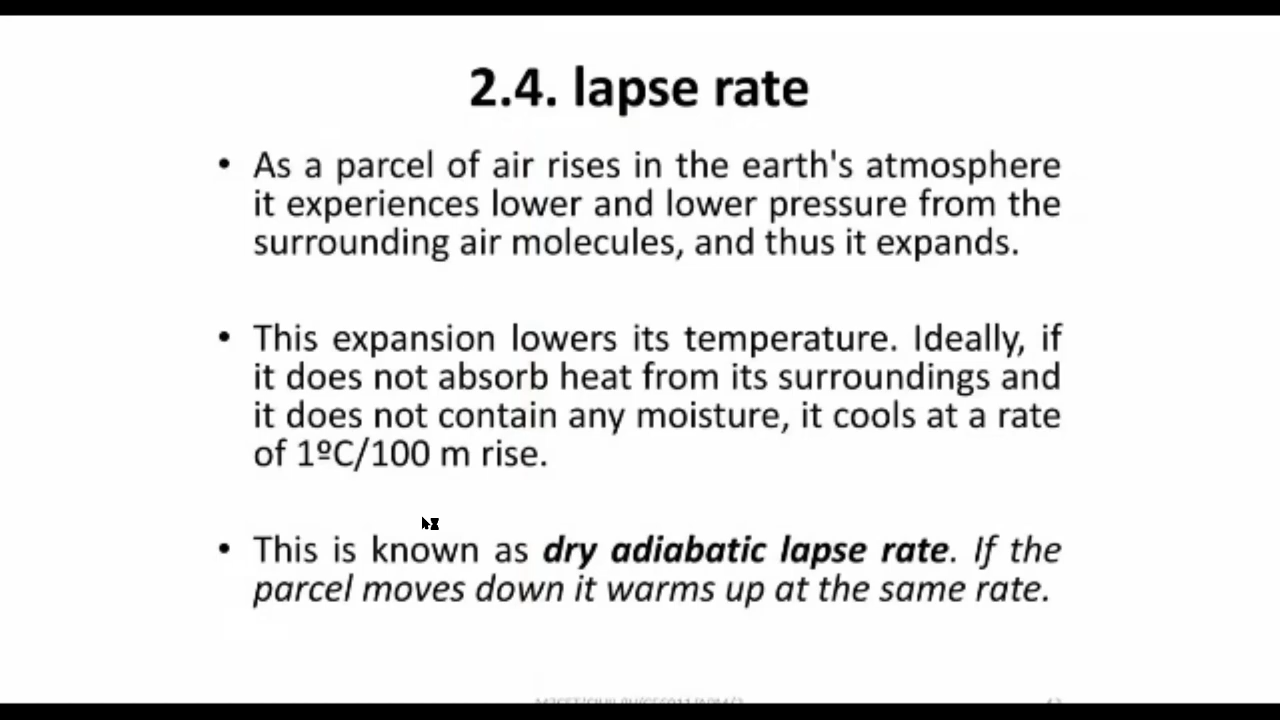 2.4. lapse rate
• As a parcel of air rises in the earth's atmosphere
it experiences lower and lower pressure from the
surrounding air molecules, and thus it expands.
• This expansion lowers its temperature. Ideally, if
it does not absorb heat from its surroundings and
it does not contain any moisture, it cools at a rate
of 1ºC/100 m rise.
• This is known as dry adiabatic lapse rate. If the
parcel moves down it warms up at the same rate.